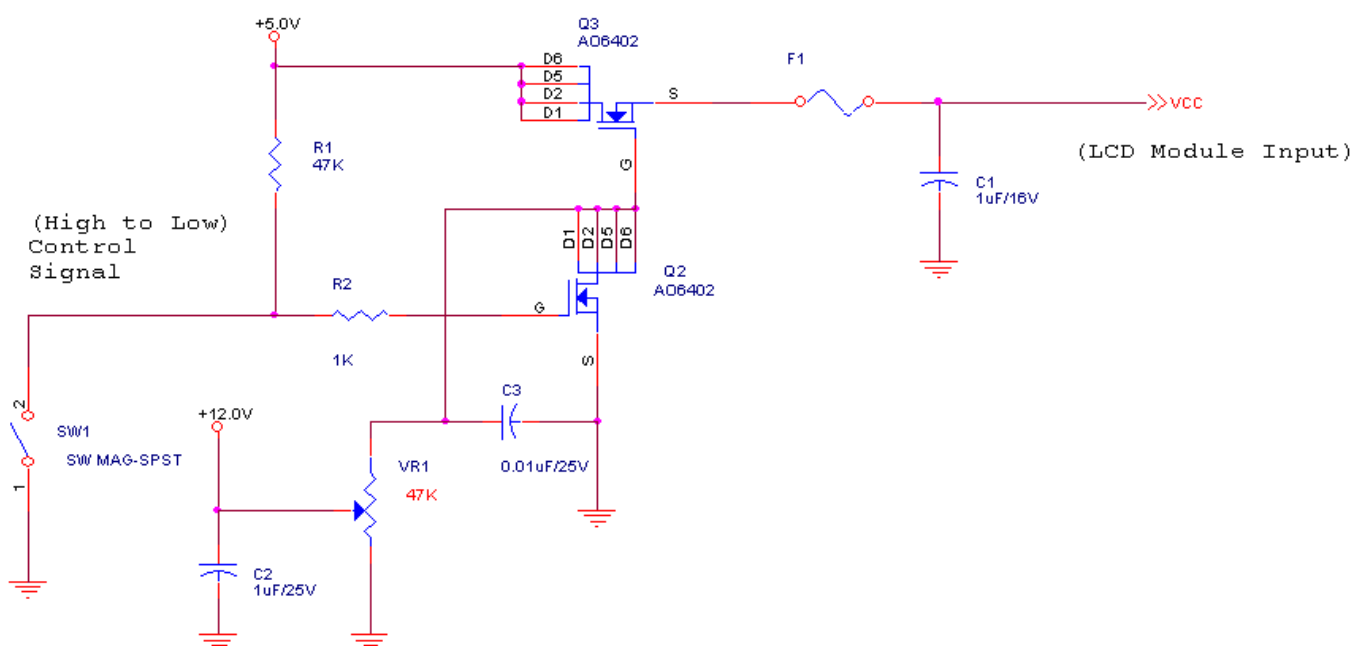 +5.0V
Q3
AO6402
D6
D5
D2
D1
S
G
F1
VCC
(LCD Module Input)
C1
1uF/16V
R1
47K
(High to Low)
Control
Signal
R2
1K
G
D1
D2
D5
D6
Q2
AO6402
S
C3
0.01uF/25V
2
SW1
SW MAG-SPST
1
+12.0V
VR1
47K
C2
1uF/25V